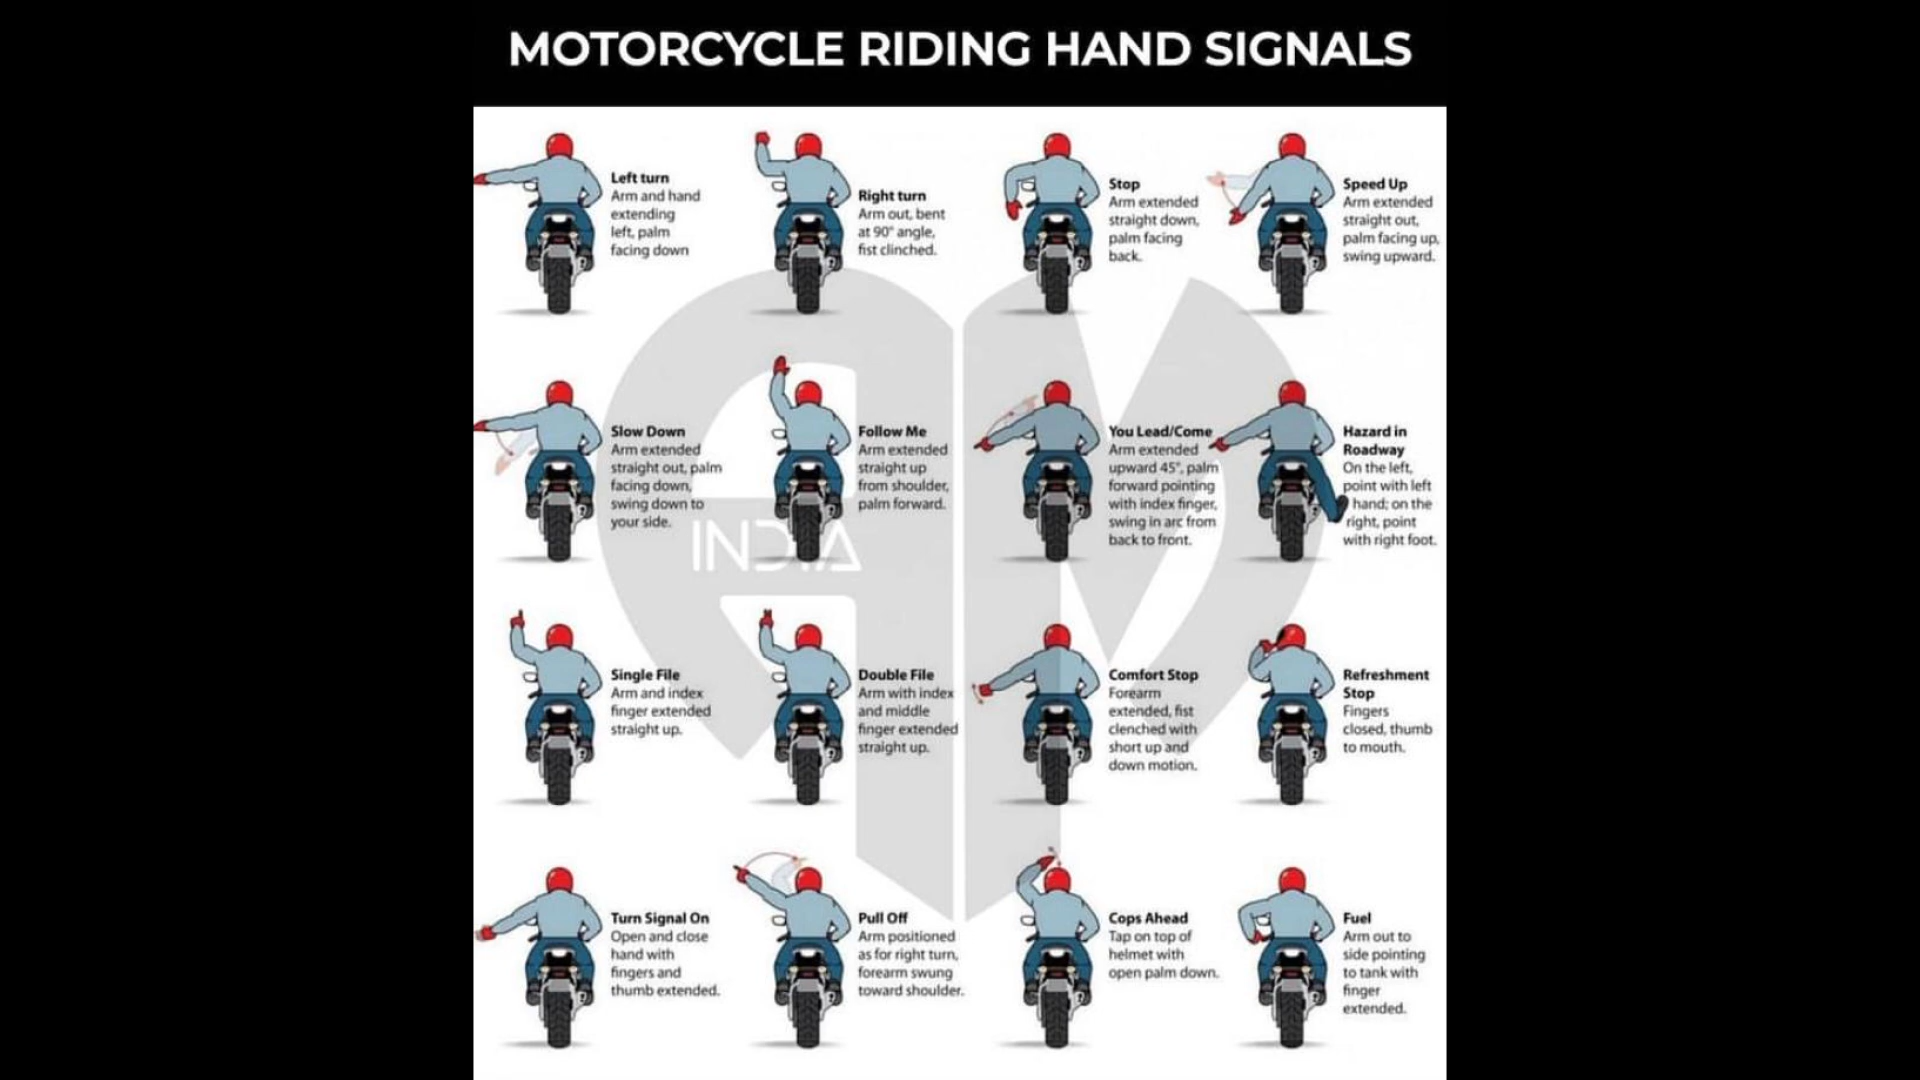 MOTORCYCLE RIDING HAND SIGNALS
Left turn
Arm and hand
extending
left, palm
facing down
Right turn
Arm out, bent
at 90° angle,
fist clinched.
Stop
Arm extended
straight down,
palm facing
back.
Speed Up
Arm extended
straight out,
palm facing up,
swing upward.
Slow Down
Arm extended
straight out, palm
facing down,
swing down to
your side.
Follow Me
Arm extended
straight up
from shoulder,
palm forward.
You Lead/Come
Arm extended
upward 45°, palm
forward pointing
with index finger,
swing in arc from
back to front.
Hazard in
Roadway
On the left,
point with left
hand; on the
right, point
with right foot.
INDIA
Single File
Arm and index
finger extended
straight up.
Double File
Arm with index
and middle
finger extended
straight up.
Comfort Stop
Forearm
extended, fist
clenched with
short up and
down motion.
Refreshment
Stop
Fingers
closed, thumb
to mouth.
Turn Signal On
Open and close
hand with
fingers and
thumb extended.
Pull Off
Arm positioned
as for right turn,
forearm swung
toward shoulder.
Cops Ahead
Tap on top of
helmet with
open palm down.
Fuel
Arm out to
side pointing
to tank with
finger
extended.